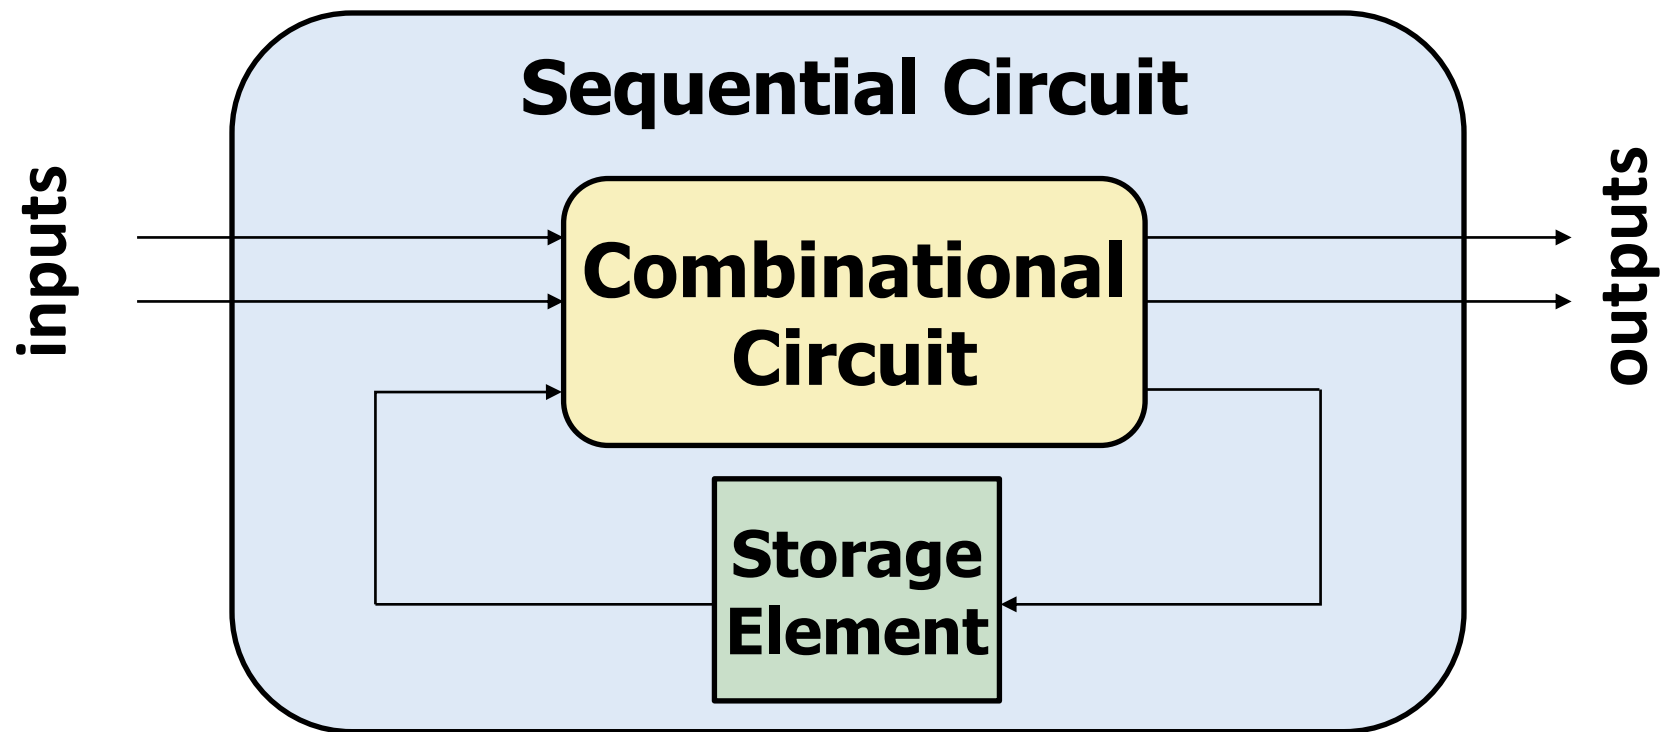 Sequential Circuit
inputs
Combinational
Circuit
outputs
Storage
Element